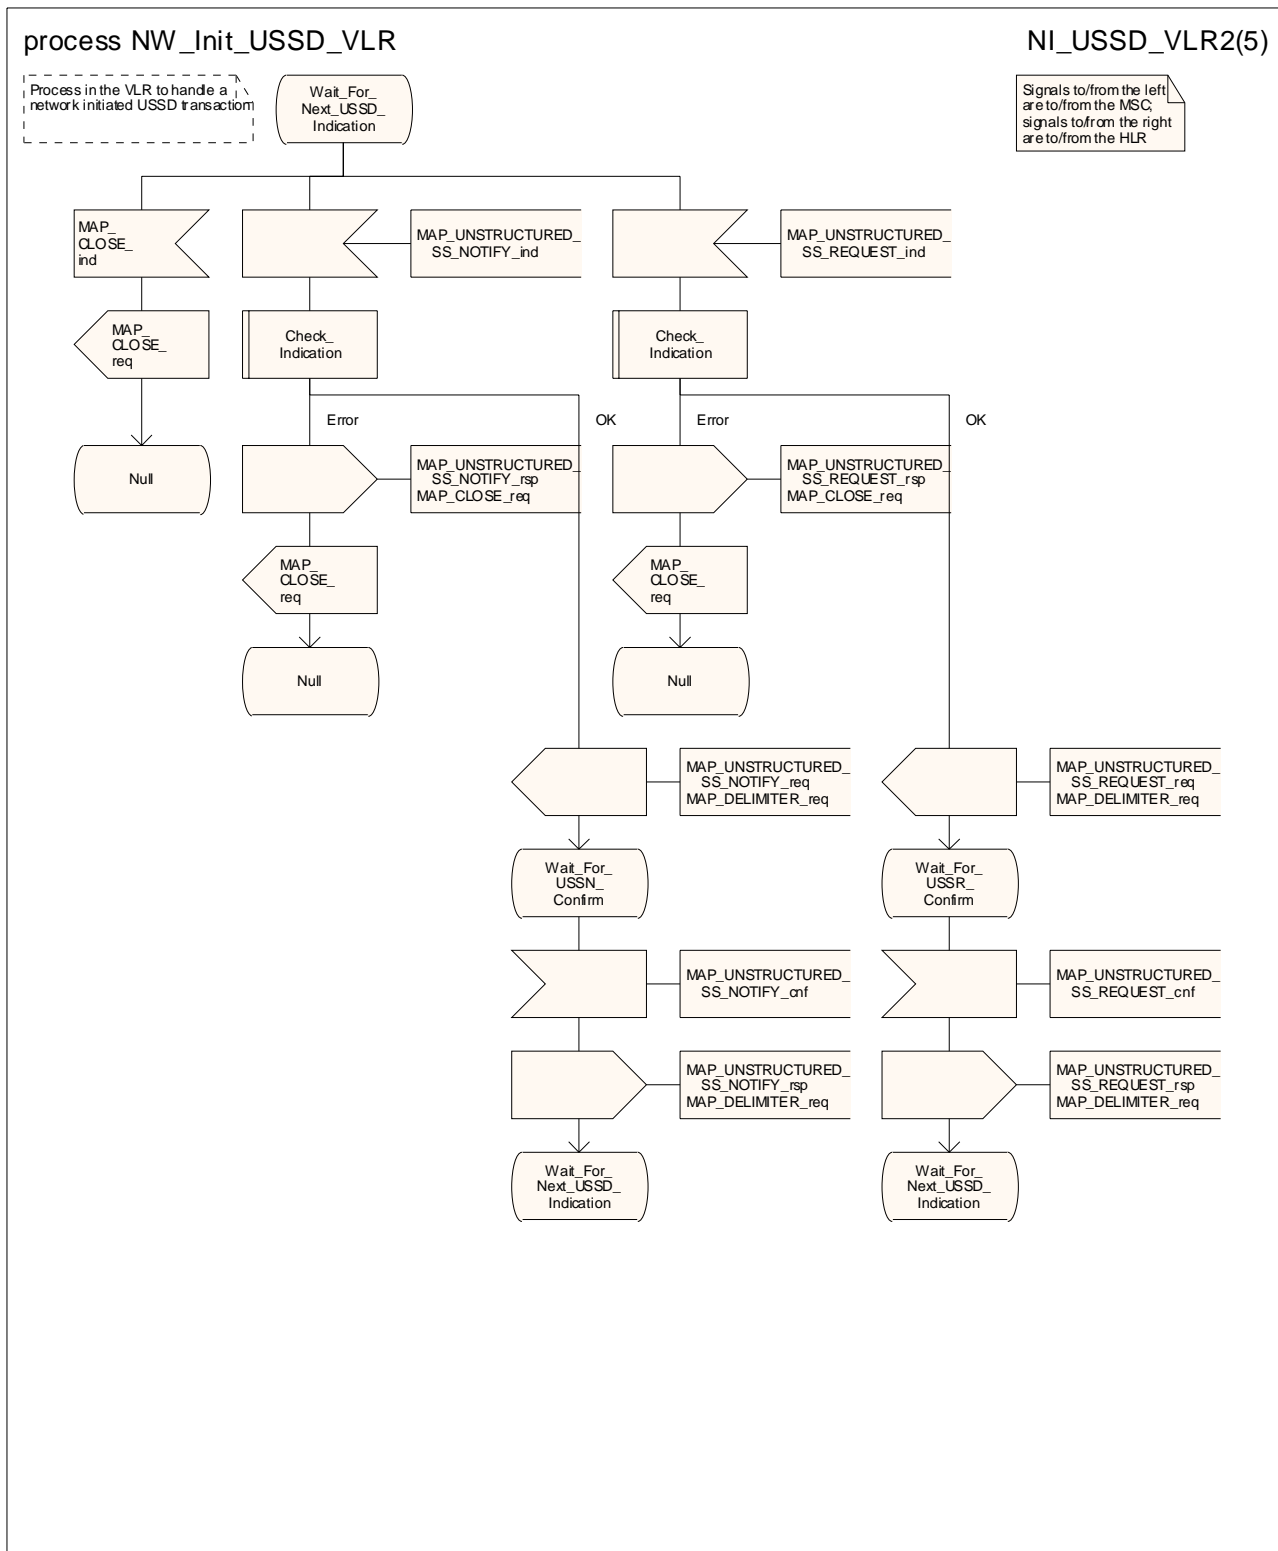 process NW_Init_USSD_VLR
NI_USSD_VLR2(5)
Process in the VLR to handle a
network initiated USSD transaction
Wait_For_
Next_USSD_
Indication
Signals to/from the left
are to/from the MSC;
signals to/from the right
are to/from the HLR
MAP_
CLOSE_
ind
MAP_UNSTRUCTURED_
SS_NOTIFY_ind
MAP_UNSTRUCTURED_
SS_REQUEST_ind
MAP_
CLOSE_
req
Check_
Indication
Check_
Indication
Error
OK
Error
OK
Null
MAP_UNSTRUCTURED_
SS_NOTIFY_rsp
MAP_CLOSE_req
MAP_UNSTRUCTURED_
SS_REQUEST_rsp
MAP_CLOSE_req
MAP_
CLOSE_
req
MAP_
CLOSE_
req
Null
Null
MAP_UNSTRUCTURED_
SS_NOTIFY_req
MAP_DELIMITER_req
MAP_UNSTRUCTURED_
SS_REQUEST_req
MAP_DELIMITER_req
Wait_For_
USSN_
Confirm
Wait_For_
USSR_
Confirm
MAP_UNSTRUCTURED_
SS_NOTIFY_cnf
MAP_UNSTRUCTURED_
SS_REQUEST_cnf
MAP_UNSTRUCTURED_
SS_NOTIFY_rsp
MAP_DELIMITER_req
MAP_UNSTRUCTURED_
SS_REQUEST_rsp
MAP_DELIMITER_req
Wait_For_
Next_USSD_
Indication
Wait_For_
Next_USSD_
Indication